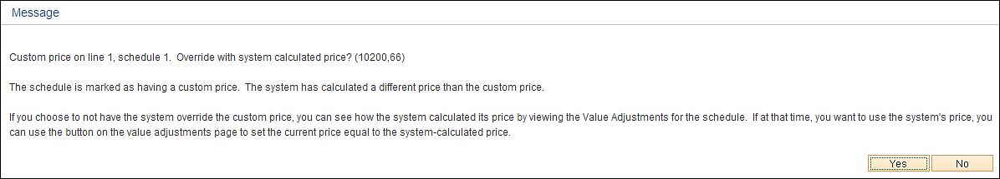 Message
Custom price on line 1, schedule 1.  Override with system calculated price? (10200,66)
The schedule is marked as having a custom price.  The system has calculated a different price than the custom price.
If you choose to not have the system override the custom price, you can see how the system calculated its price by viewing the Value Adjustments for the schedule.  If at that time, you want to use the system's price, you
can use the button on the value adjustments page to set the current price equal to the system-calculated price.
Yes No